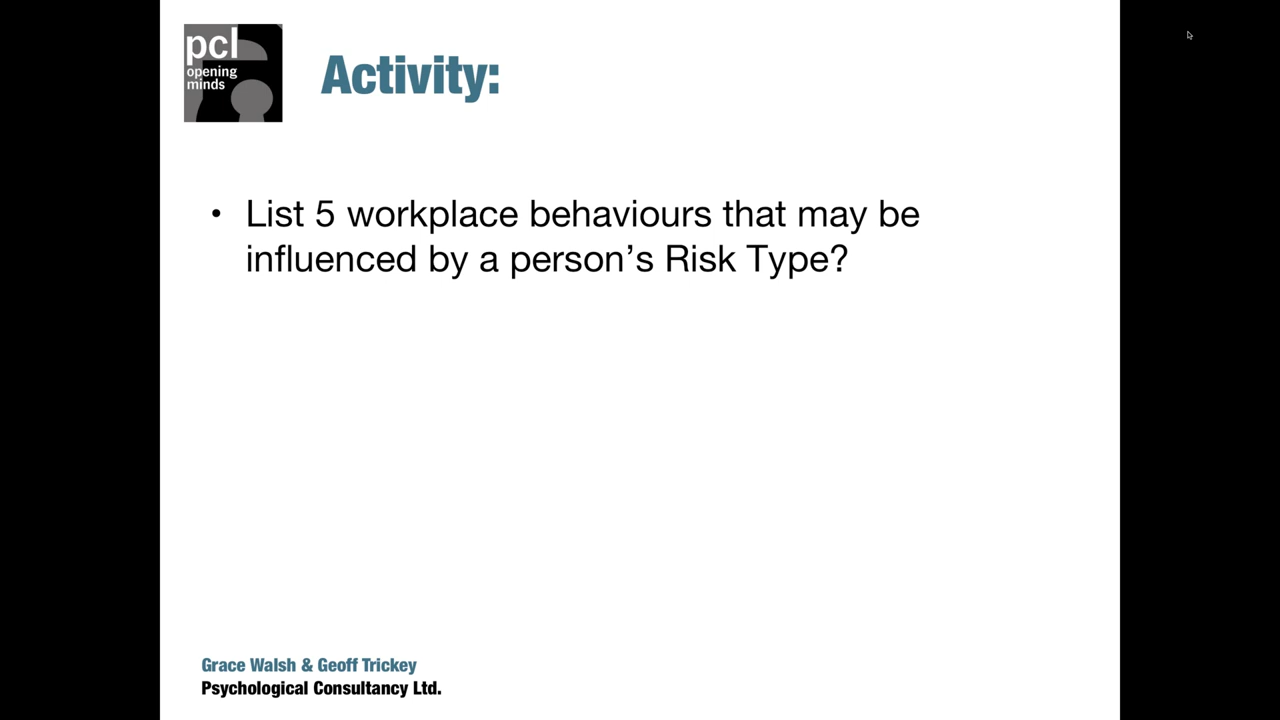 pcl
opening
minds
Activity:
• List 5 workplace behaviours that may be
influenced by a person’s Risk Type?
Grace Walsh & Geoff Trickey
Psychological Consultancy Ltd.